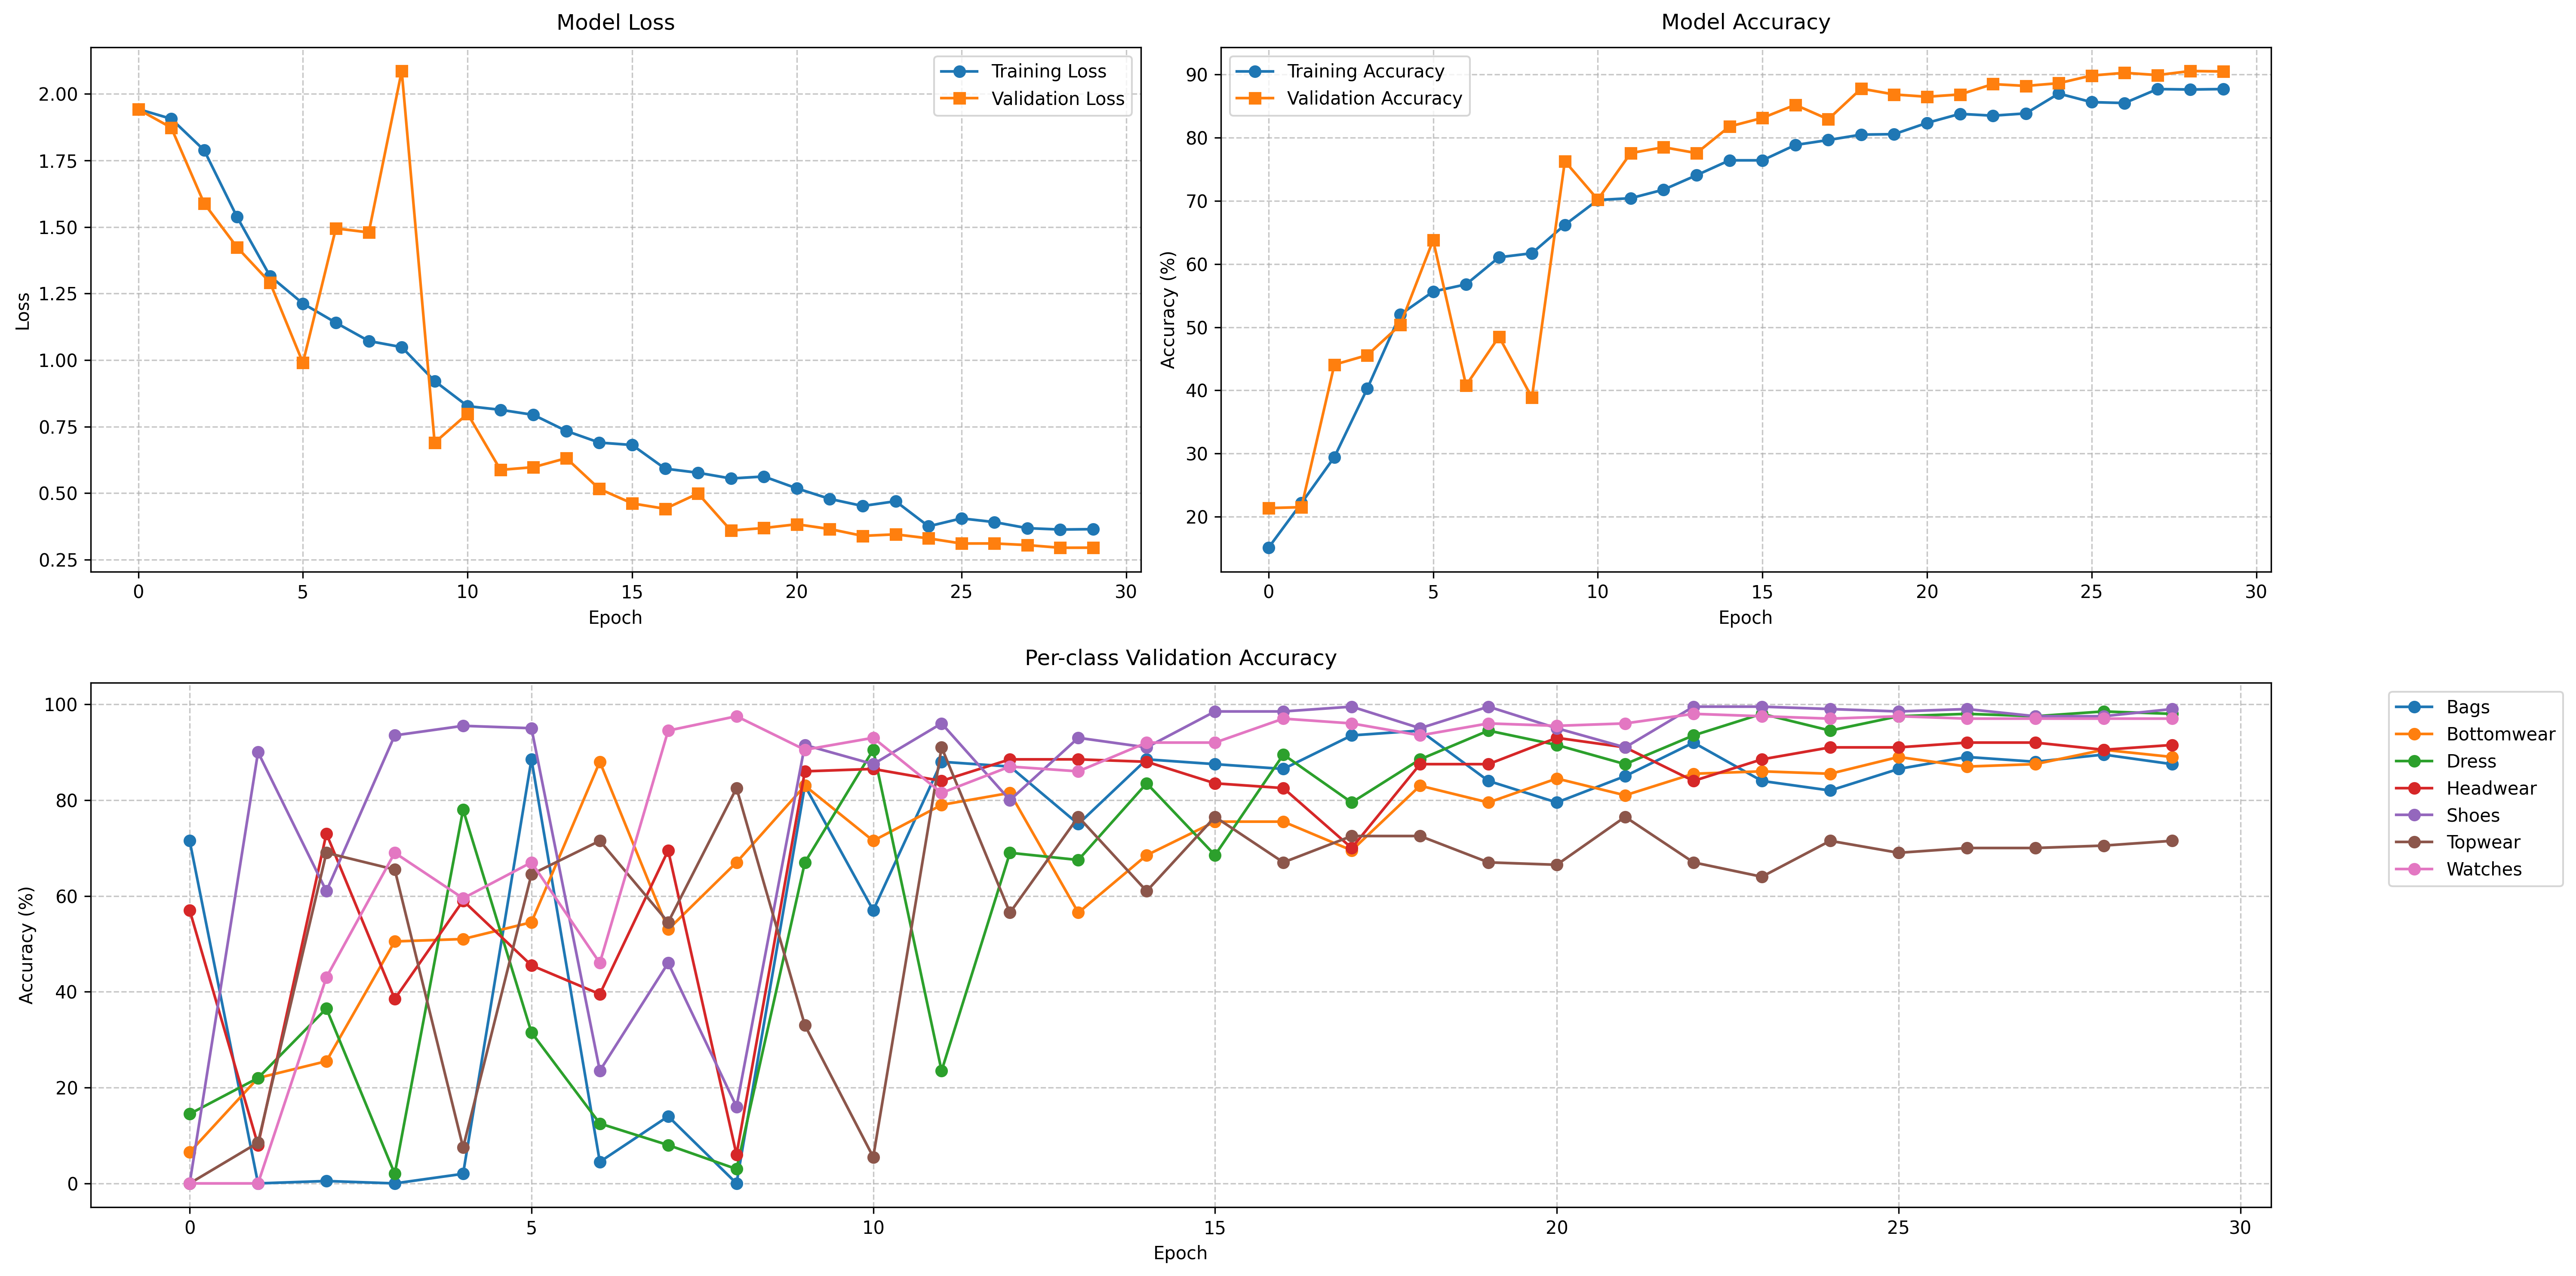 Model Loss
Training Loss
Validation Loss
2.00
1.75
1.50
1.25
1.00
0.75
0.50
0.25
Loss
0 5 10 15 20 25 30
Epoch
Model Accuracy
Training Accuracy
Validation Accuracy
90
80
70
60
50
40
30
20
Accuracy (%)
0 5 10 15 20 25 30
Epoch
Per-class Validation Accuracy
100
80
60
40
20
0
Accuracy (%)
0 5 10 15 20 25 30
Epoch
Bags
Bottomwear
Dress
Headwear
Shoes
Topwear
Watches